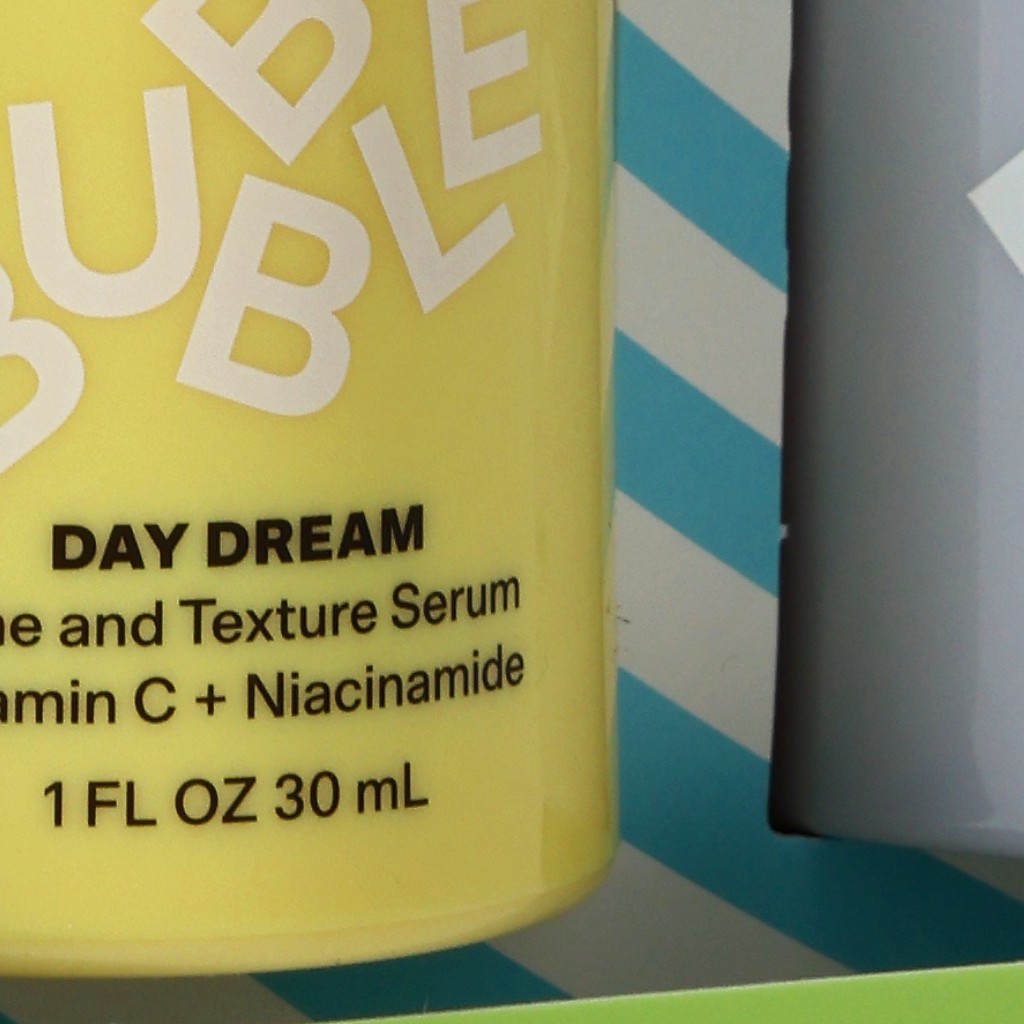 BUBBLE
DAY DREAM
ne and Texture Serum
amin C + Niacinamide
1 FL OZ 30 mL